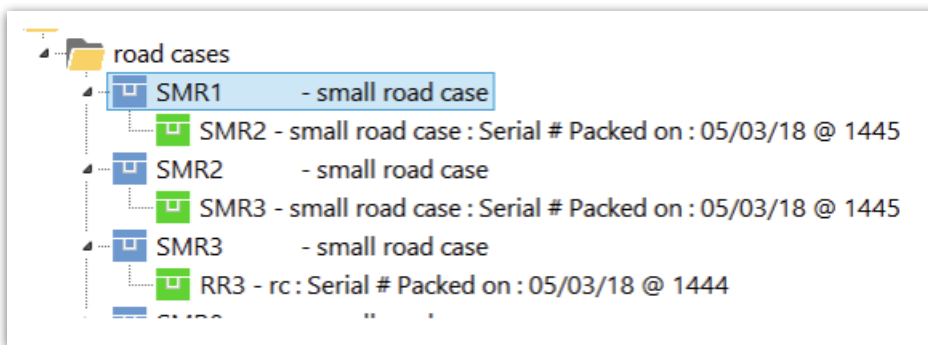 road cases
SMR1 - small road case
SMR2 - small road case : Serial # Packed on : 05/03/18 @ 1445
SMR2 - small road case
SMR3 - small road case : Serial # Packed on : 05/03/18 @ 1445
SMR3 - small road case
RR3 - rc : Serial # Packed on : 05/03/18 @ 1444